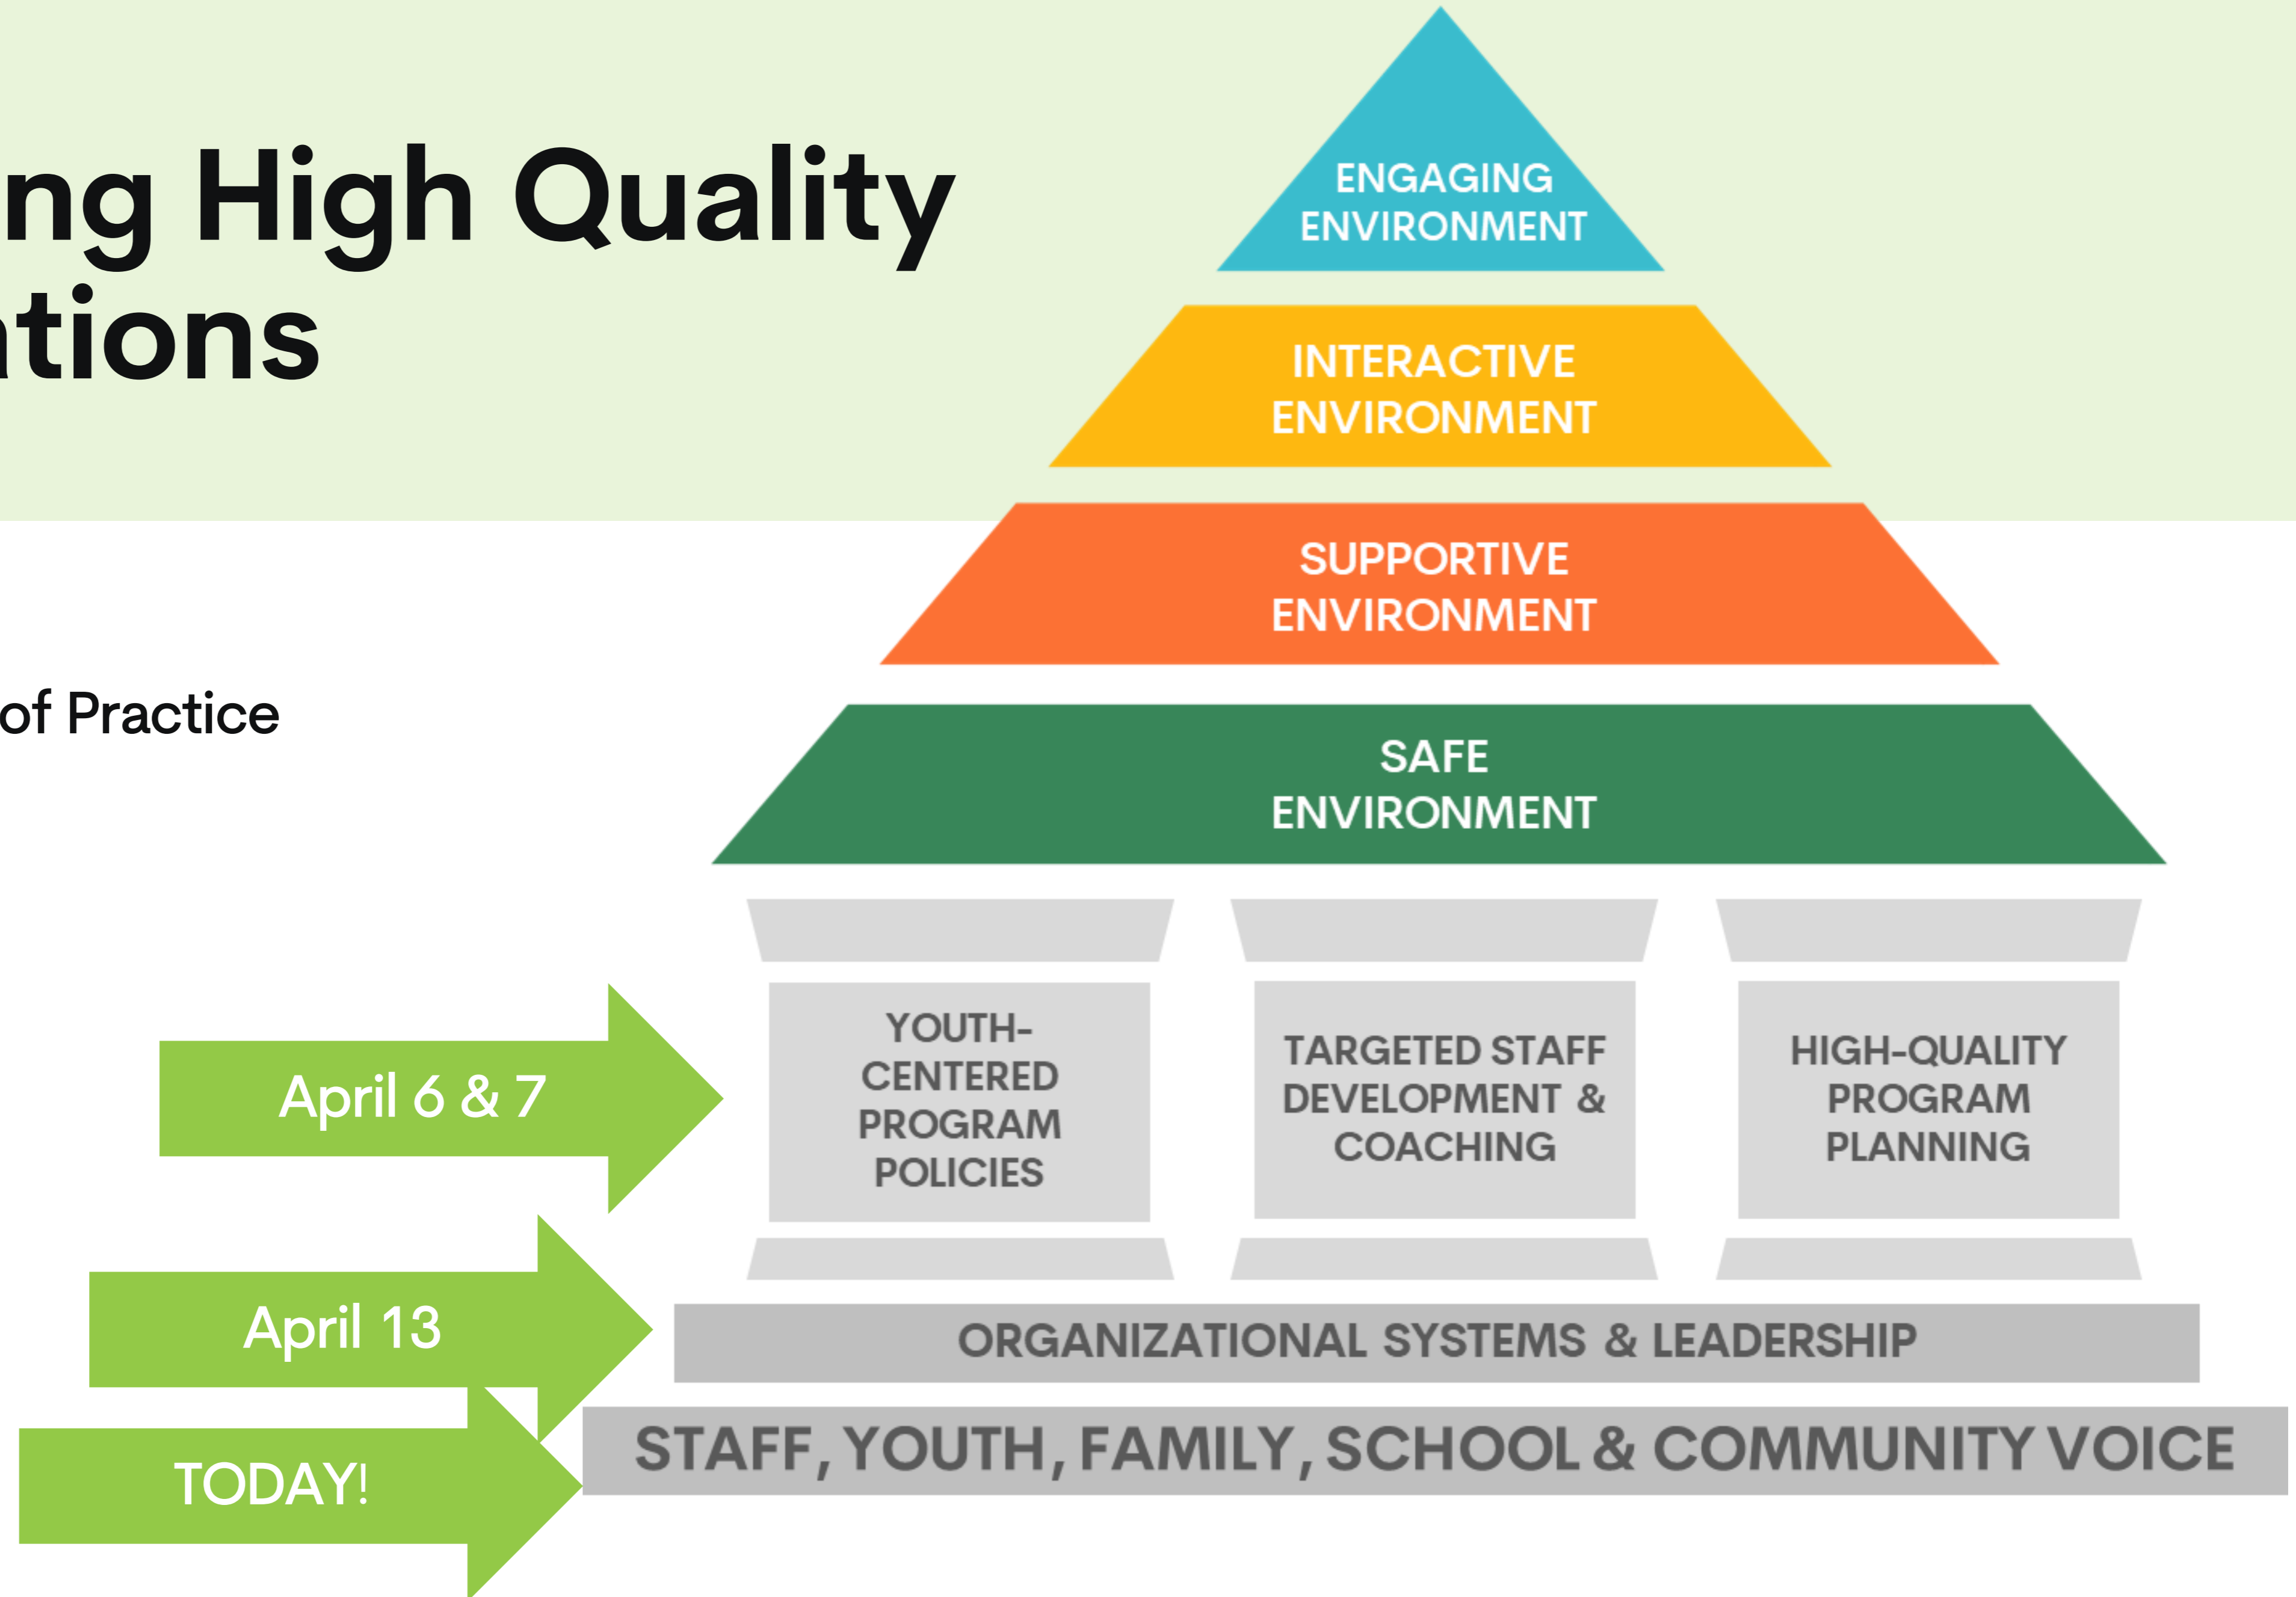 ng High Quality
ations
of Practice
ENGAGING
ENVIRONMENT
INTERACTIVE
ENVIRONMENT
SUPPORTIVE
ENVIRONMENT
SAFE
ENVIRONMENT
YOUTH-
CENTERED
PROGRAM
POLICIES
TARGETED STAFF
DEVELOPMENT &
COACHING
HIGH-QUALITY
PROGRAM
PLANNING
April 6 & 7
April 13
ORGANIZATIONAL SYSTEMS & LEADERSHIP
TODAY!
STAFF, YOUTH, FAMILY, SCHOOL & COMMUNITY VOICE